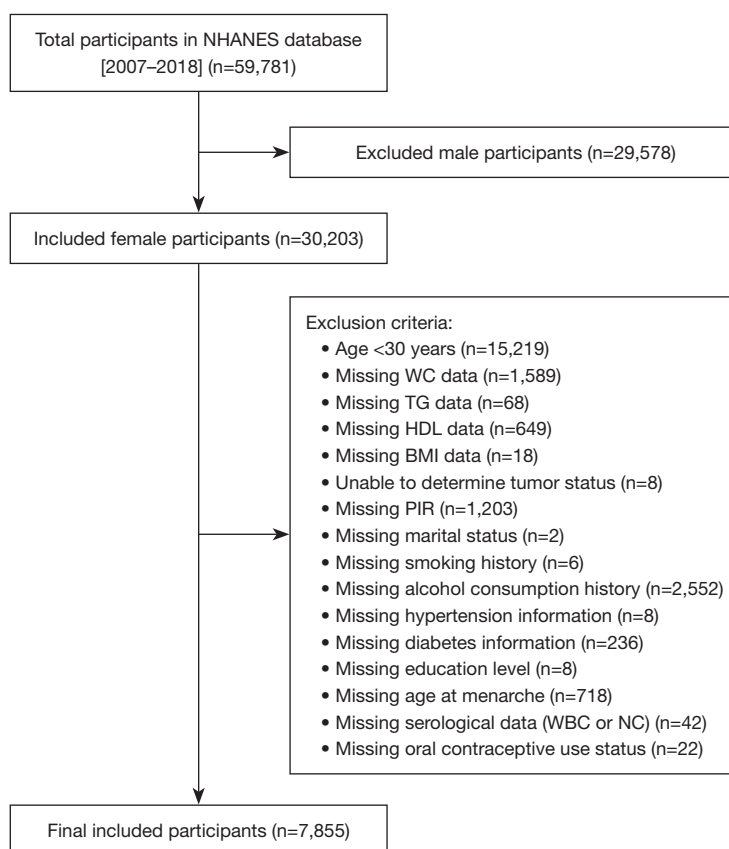 Total participants in NHANES database
[2007–2018] (n=59,781)
Excluded male participants (n=29,578)
Included female participants (n=30,203)
Exclusion criteria:
• Age <30 years (n=15,219)
• Missing WC data (n=1,589)
• Missing TG data (n=68)
• Missing HDL data (n=649)
• Missing BMI data (n=18)
• Unable to determine tumor status (n=8)
• Missing PIR (n=1,203)
• Missing marital status (n=2)
• Missing smoking history (n=6)
• Missing alcohol consumption history (n=2,552)
• Missing hypertension information (n=8)
• Missing diabetes information (n=236)
• Missing education level (n=8)
• Missing age at menarche (n=718)
• Missing serological data (WBC or NC) (n=42)
• Missing oral contraceptive use status (n=22)
Final included participants (n=7,855)